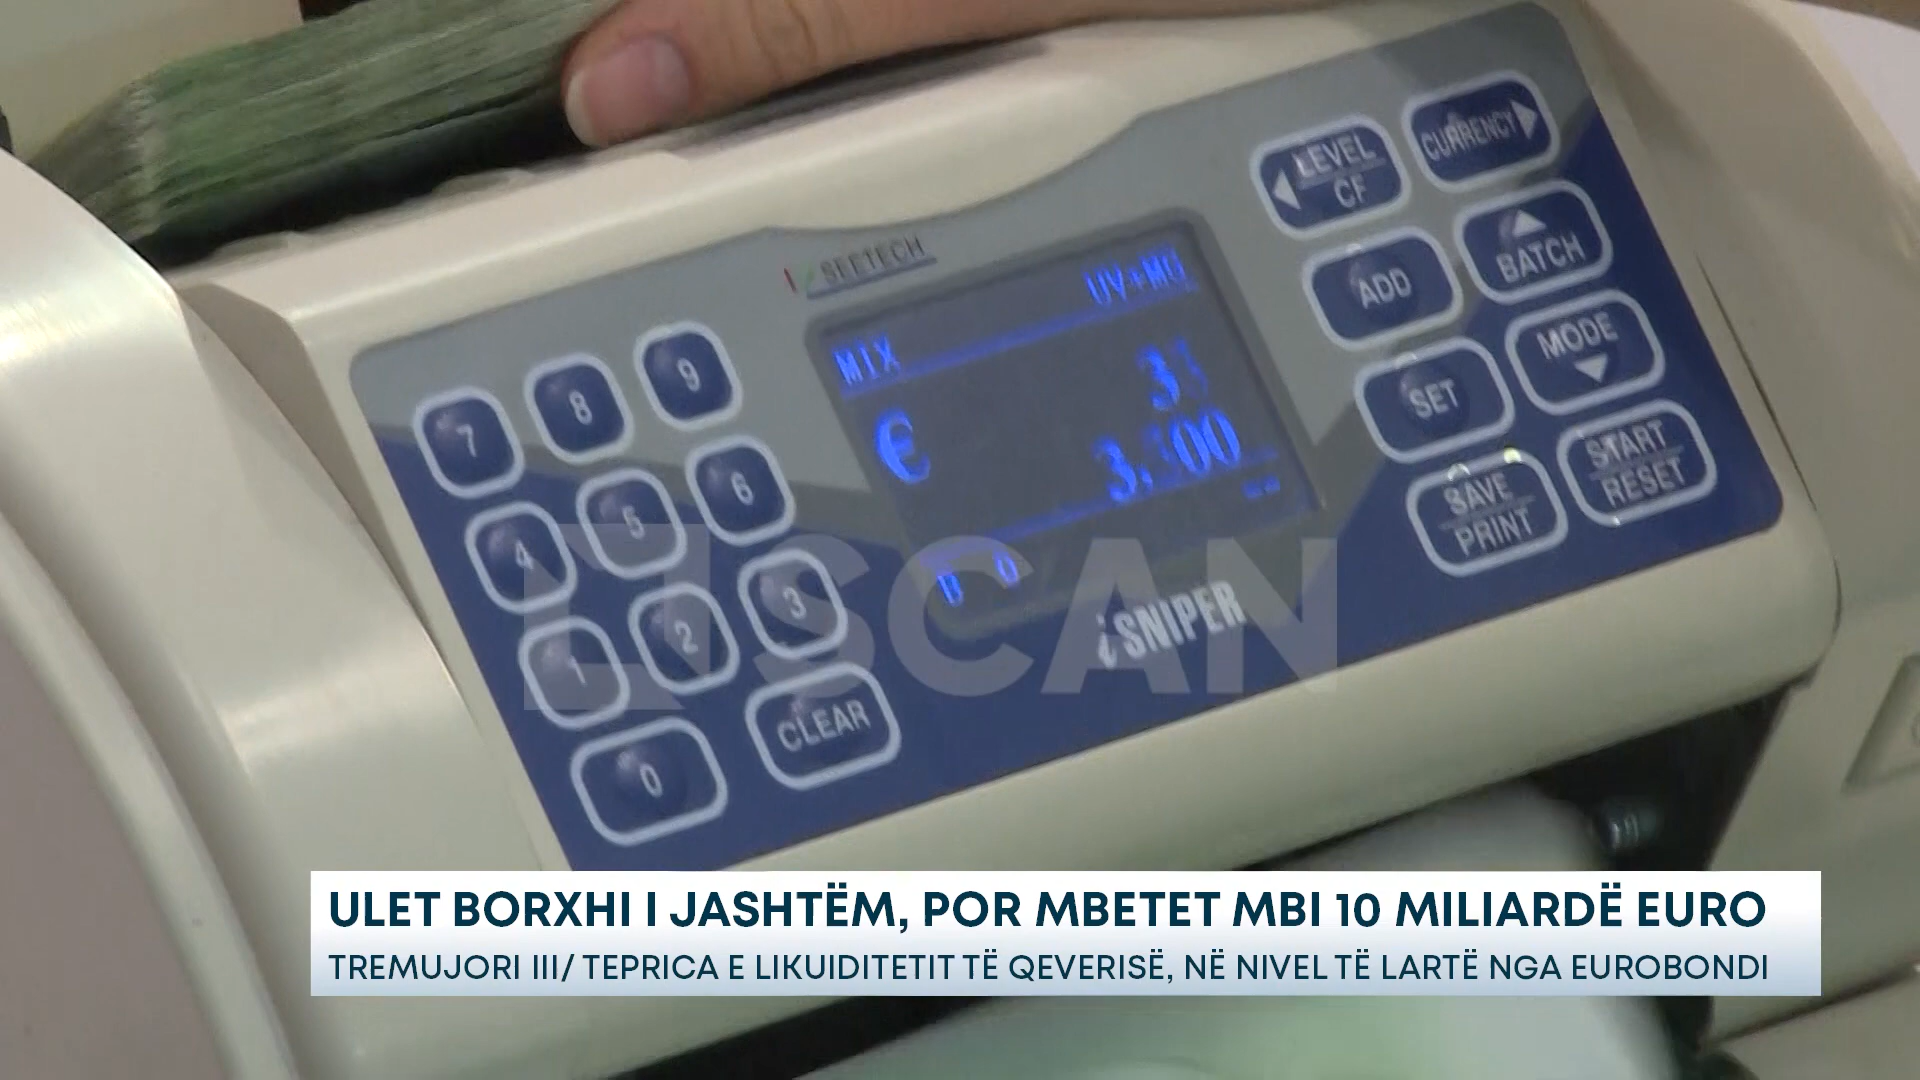 LEVEL
CF
CURRENCY
SEETECH
ADD
BATCH
UV+MG
MIX
SET
MODE
€
7
8
9
4
5
6
1
2
3
0
CLEAR
SAVE
PRINT
START
RESET
iSNIPER
SCAN
ULET BORXHI I JASHTËM, POR MBETET MBI 10 MILIARDË EURO
TREMUJORI III/ TEPRICA E LIKUIDITETIT TË QEVERISË, NË NIVEL TË LARTË NGA EUROBONDI